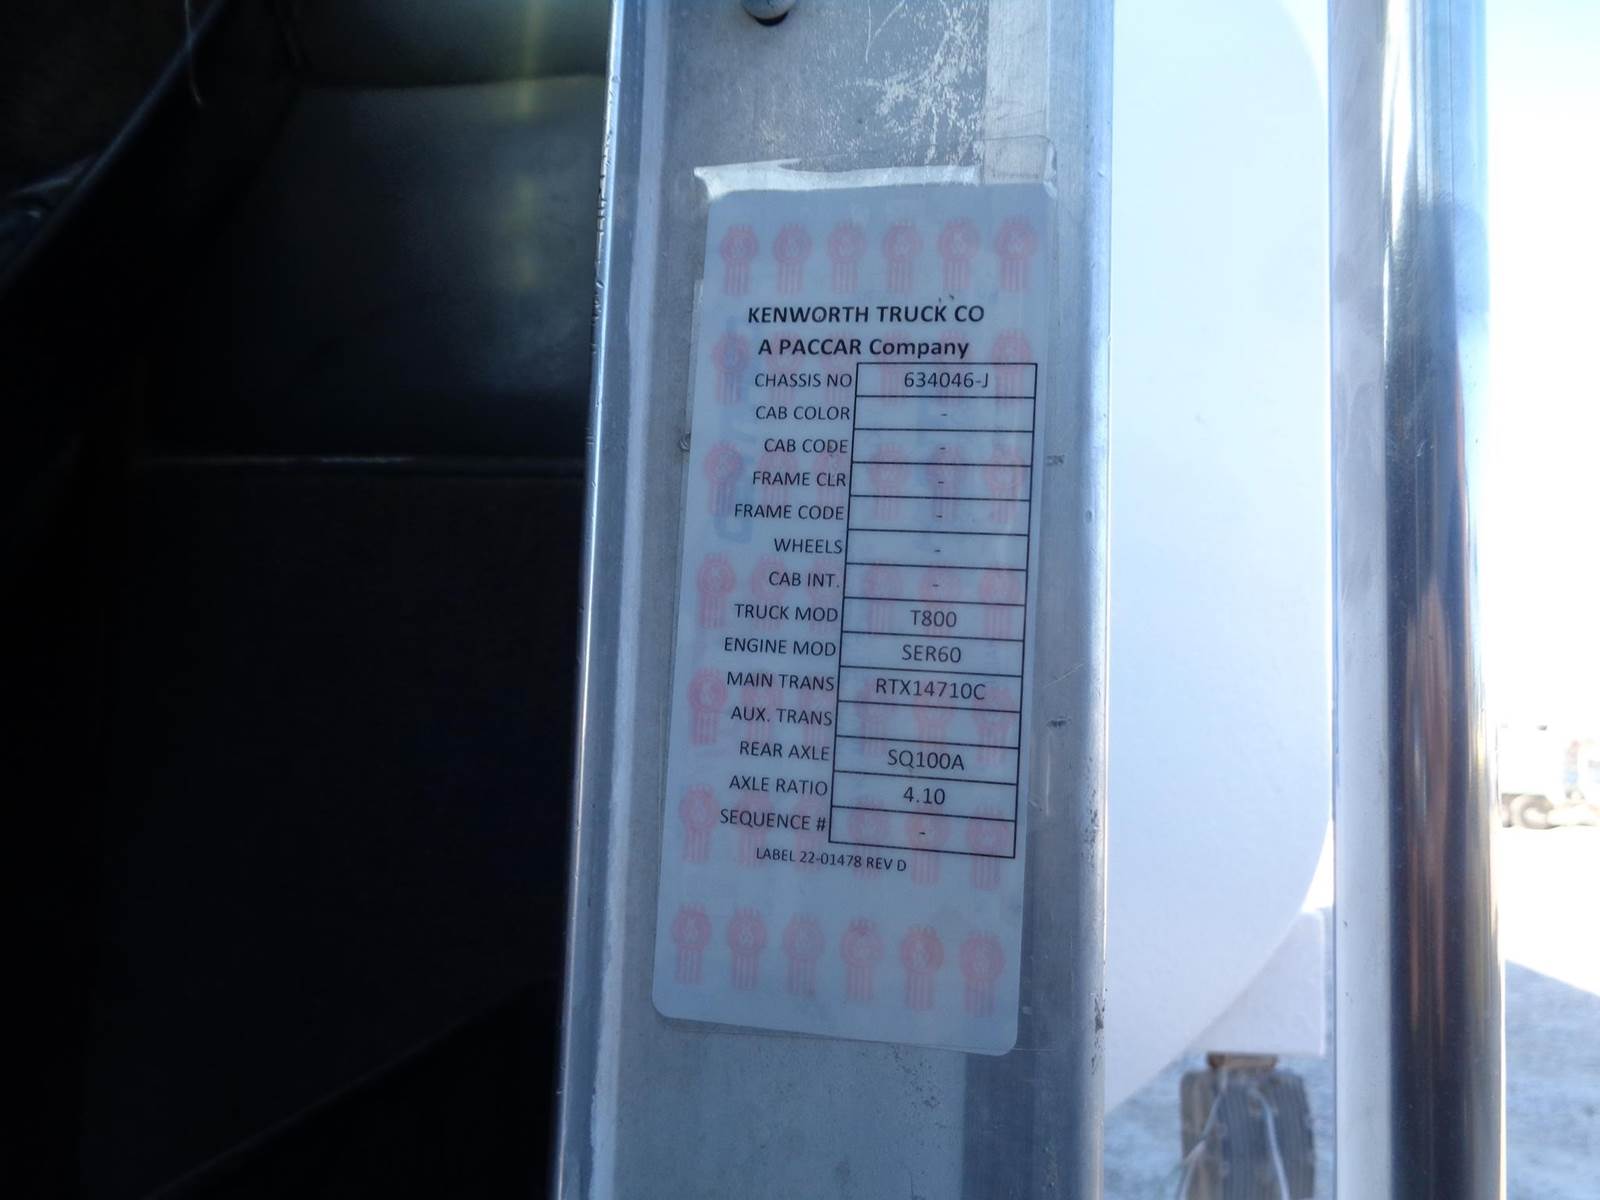 KENWORTH TRUCK CO
A PACCAR Company
CHASSIS NO 634046-J
CAB COLOR -
CAB CODE -
FRAME CLR -
FRAME CODE -
WHEELS -
CAB INT. -
TRUCK MOD T800
ENGINE MOD SER60
MAIN TRANS RTX14710C
AUX. TRANS
REAR AXLE SQ100A
AXLE RATIO 4.10
SEQUENCE # -
LABEL 22-01478 REV D